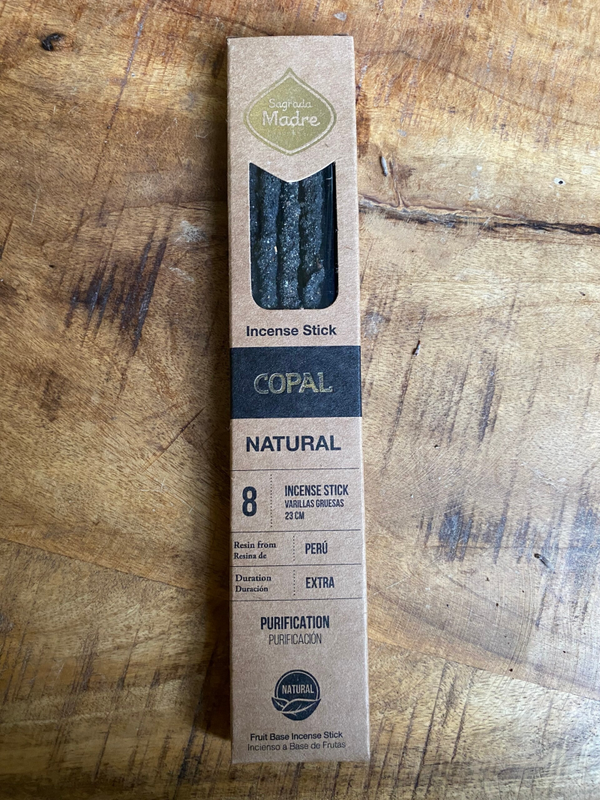 Sagrada
Madre
Incense Stick
COPAL
NATURAL
8
INCENSE STICK
VARILLAS GRUESAS
23 CM
Resin from
Resina de
PERÚ
Duration
Duración
EXTRA
PURIFICATION
PURIFICACIÓN
NATURAL
Fruit Base Incense Stick
Incienso a Base de Frutas